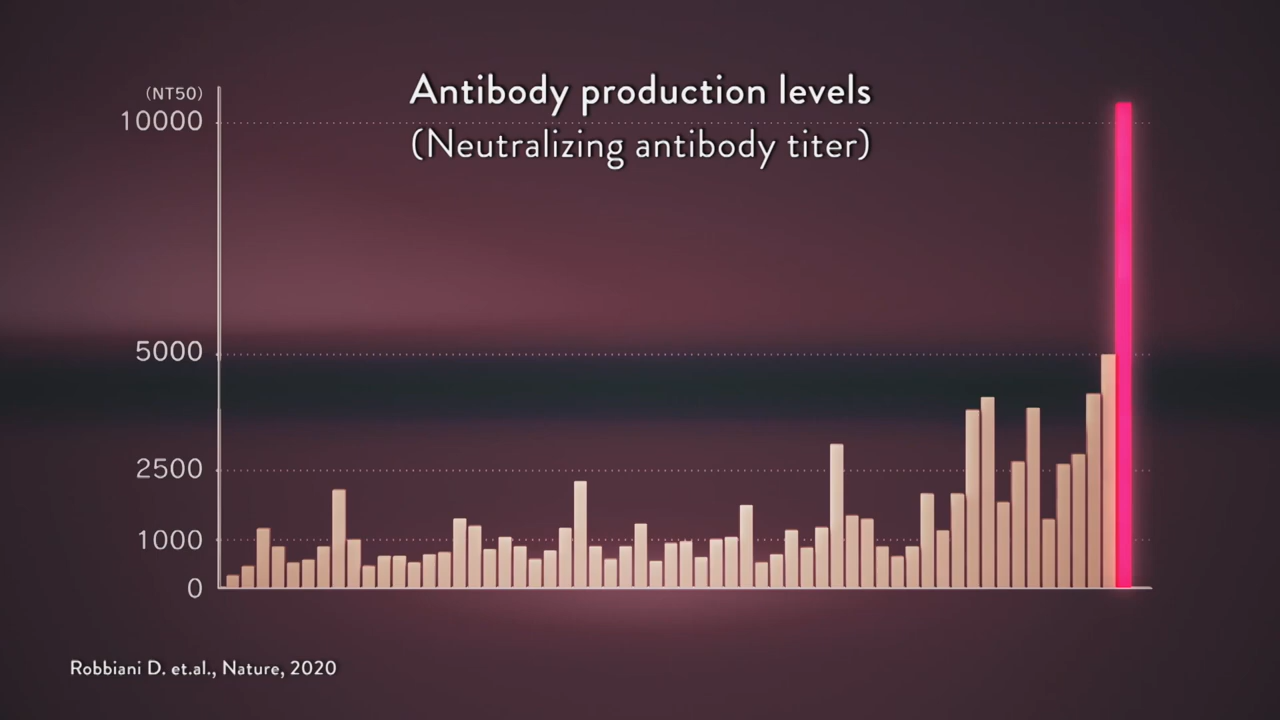 Antibody production levels
(Neutralizing antibody titer)
(NT50)
10000
5000
2500
1000
0
Robbiani D. et.al., Nature, 2020